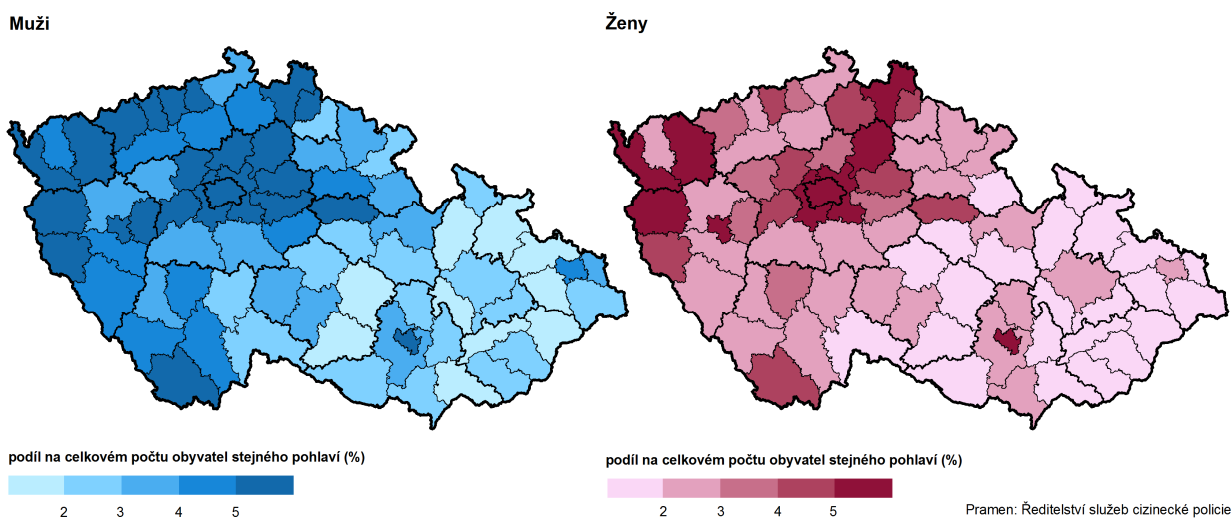 Muži
Ženy
podíl na celkovém počtu obyvatel stejného pohlaví (%)
2 3 4 5
podíl na celkovém počtu obyvatel stejného pohlaví (%)
2 3 4 5
Pramen: Ředitelství služeb cizinecké policie